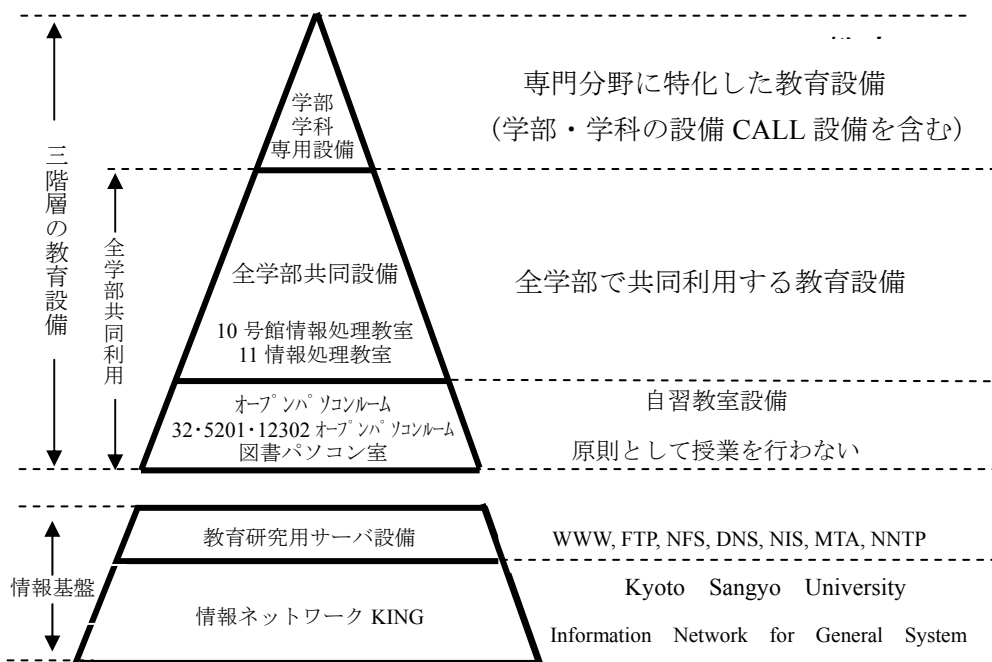 三階層の教育設備
全学部共同利用
学部
学科
専用設備
専門分野に特化した教育設備
（学部・学科の設備 CALL 設備を含む）
全学部共同設備
10 号館情報処理教室
11 情報処理教室
全学部で共同利用する教育設備
ｵｰﾌﾟﾝﾊﾟｿｺﾝﾙｰﾑ
32・5201・12302 ｵｰﾌﾟﾝﾊﾟｿｺﾝﾙｰﾑ
図書パソコン室
自習教室設備
原則として授業を行わない
情報基盤
教育研究用サーバ設備
WWW, FTP, NFS, DNS, NIS, MTA, NNTP
情報ネットワーク KING
Kyoto Sangyo University
Information Network for General System